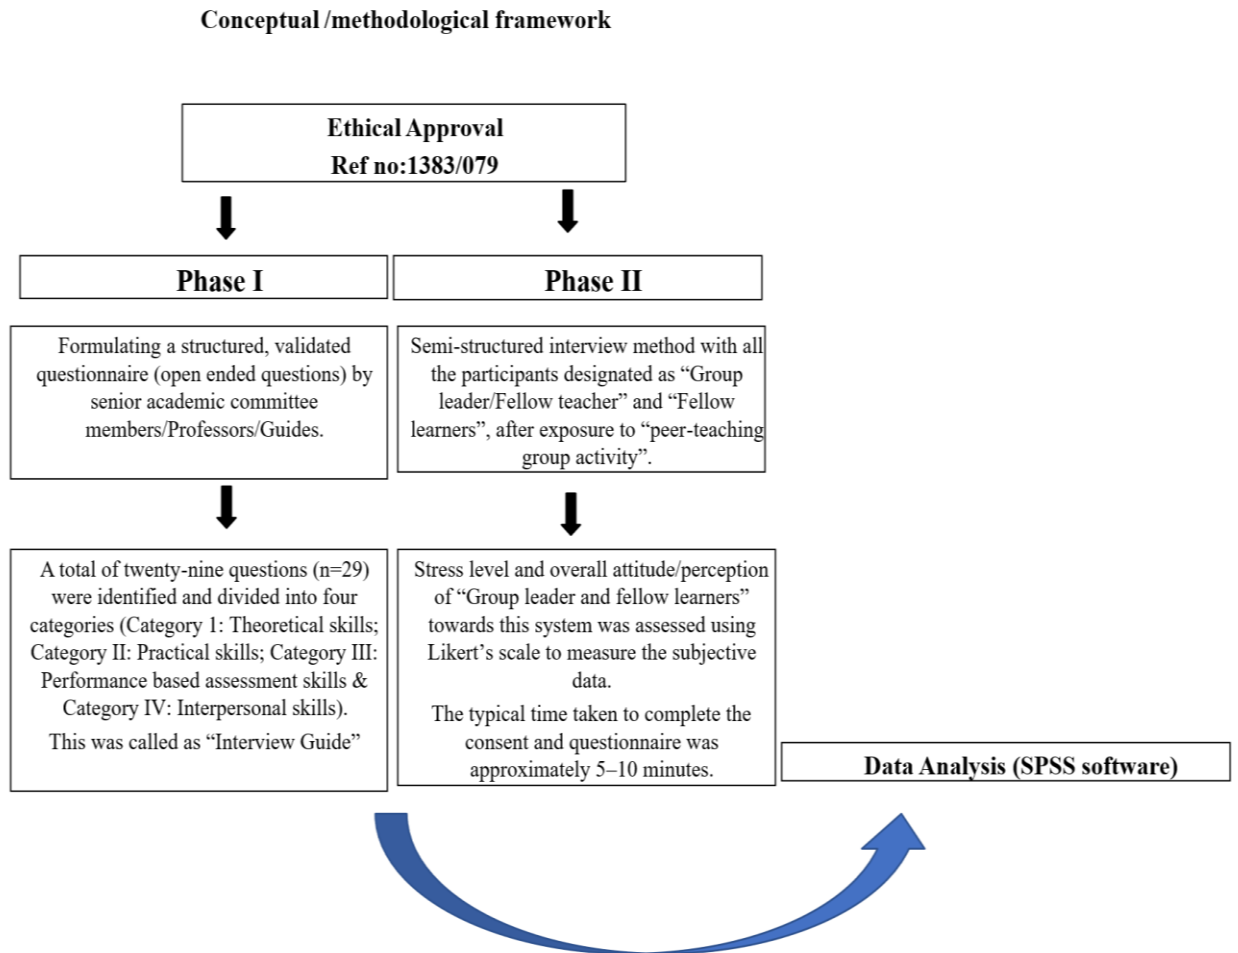 Conceptual /methodological framework
Ethical Approval
Ref no:1383/079
Phase I
Formulating a structured, validated
questionnaire (open ended questions) by
senior academic committee
members/Professors/Guides.
A total of twenty-nine questions (n=29)
were identified and divided into four
categories (Category 1: Theoretical skills;
Category II: Practical skills; Category III:
Performance based assessment skills &
Category IV: Interpersonal skills).
This was called as “Interview Guide”
Phase II
Semi-structured interview method with all
the participants designated as “Group
leader/Fellow teacher” and “Fellow
learners”, after exposure to “peer-teaching
group activity”.
Stress level and overall attitude/perception
of “Group leader and fellow learners”
towards this system was assessed using
Likert’s scale to measure the subjective
data.
The typical time taken to complete the
consent and questionnaire was
approximately 5–10 minutes.
Data Analysis (SPSS software)